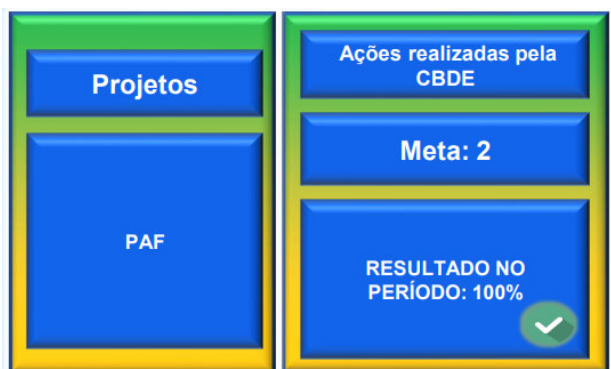 Projetos
PAF
Ações realizadas pela
CBDE
Meta: 2
RESULTADO NO
PERÍODO: 100%